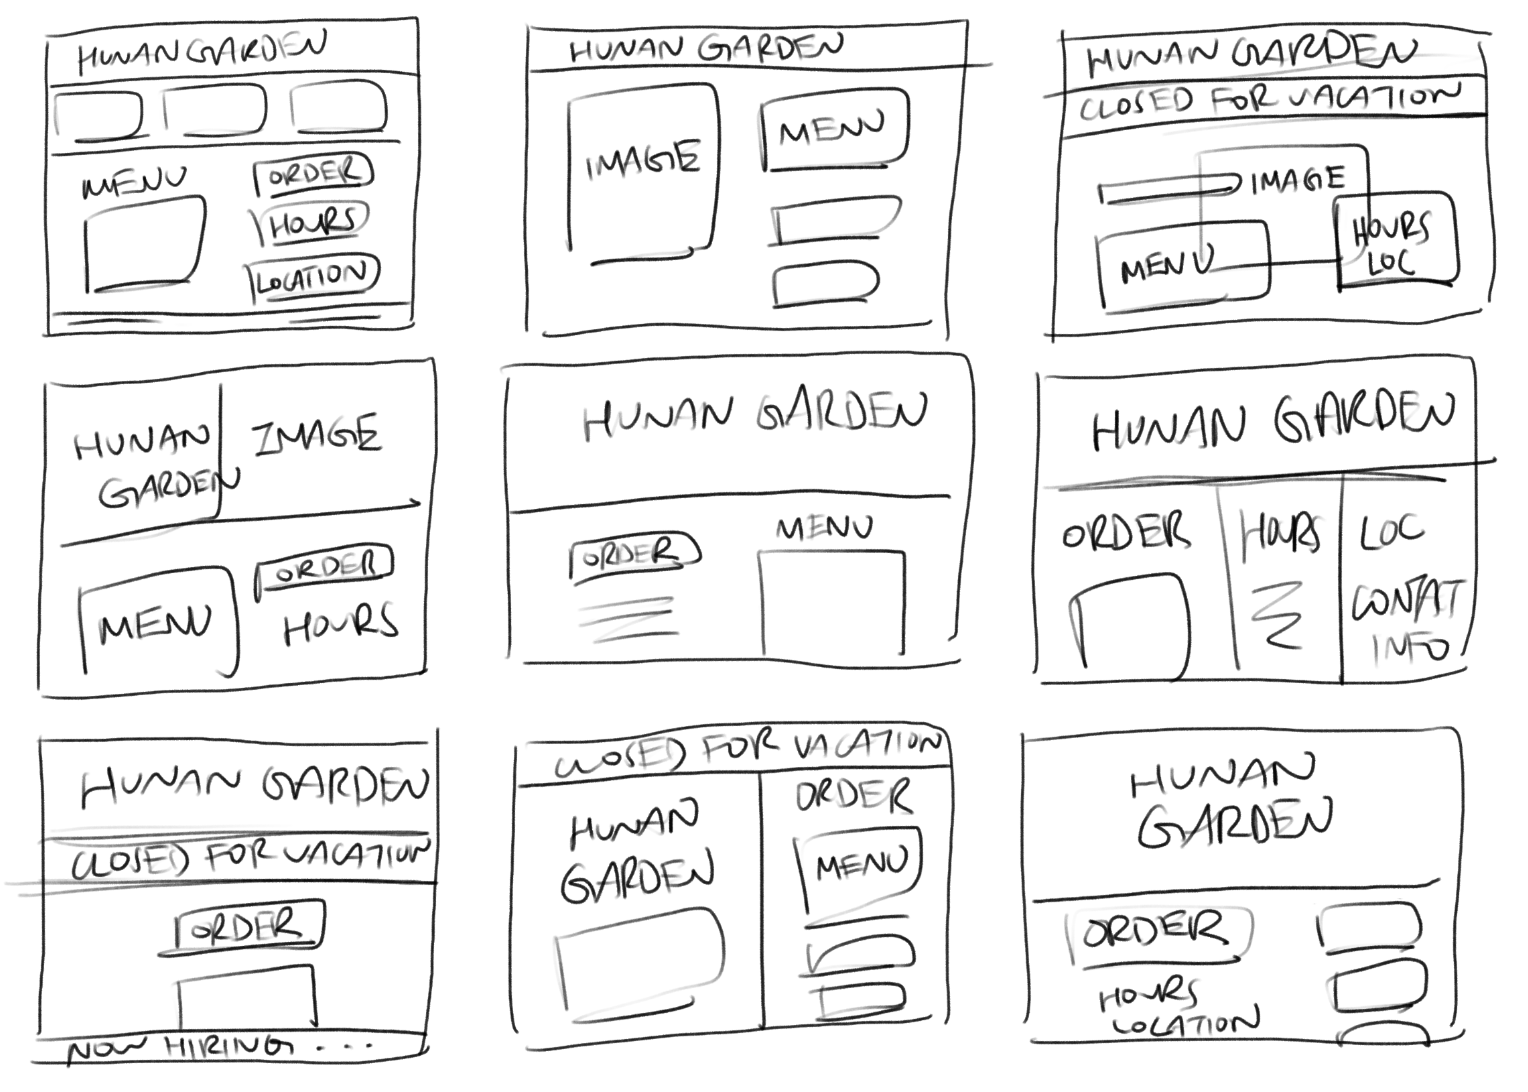 HUNAN GARDEN
MENU
ORDER
HOURS
LOCATION
HUNAN GARDEN
IMAGE
MENU
HUNAN GARDEN
CLOSED FOR VACATION
IMAGE
MENU
HOURS
LOC
HUNAN
GARDEN
IMAGE
MENU
ORDER
HOURS
HUNAN GARDEN
ORDER
MENU
HUNAN GARDEN
ORDER
HOURS
LOC
CONTAT
INFO
HUNAN GARDEN
CLOSED FOR VACATION
ORDER
NOW HIRING...
CLOSED FOR VACATION
HUNAN
GARDEN
ORDER
MENU
HUNAN
GARDEN
ORDER
HOURS
LOCATION